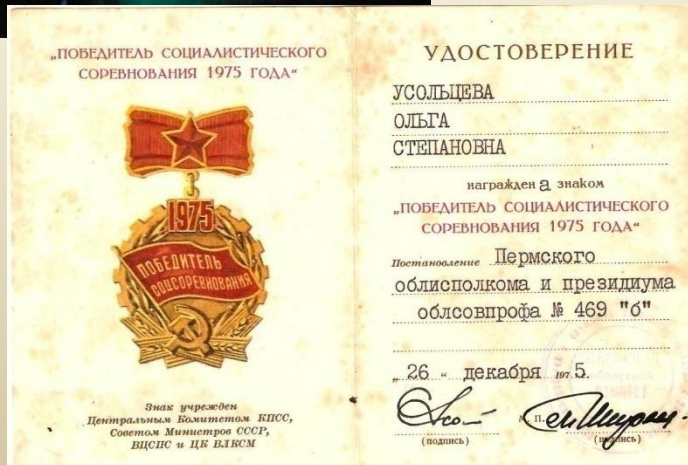 „ПОБЕДИТЕЛЬ СОЦИАЛИСТИЧЕСКОГО
СОРЕВНОВАНИЯ 1975 ГОДА“
1975
ПОБЕДИТЕЛЬ
СОЦСОРЕВНОВАНИЯ
Знак учрежден
Центральным Комитетом КПСС,
Советом Министров СССР,
ВЦСПС и ЦК ВЛКСМ
УДОСТОВЕРЕНИЕ
УСОЛЬЦЕВА
ОЛЬГА
СТЕПАНОВНА
награжден а знаком
„ПОБЕДИТЕЛЬ СОЦИАЛИСТИЧЕСКОГО
СОРЕВНОВАНИЯ 1975 ГОДА“
Постановление Пермского
облисполкома и президиума
облсовпрофа № 469 "б"
„ 26 “ декабря 197 5.
П.
(подпись) (подпись)